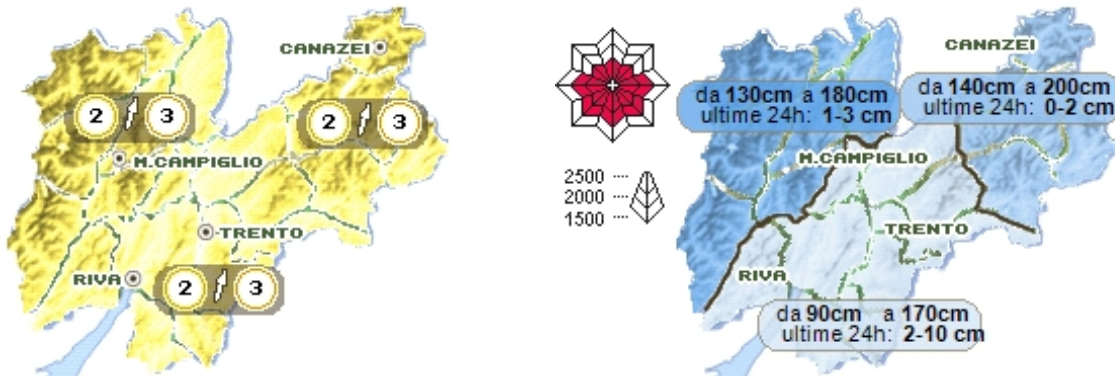 CANAZEI
2 3
2 3
M.CAMPIGLIO
TRENTO
RIVA
2 3
CANAZEI
da 130cm a 180cm
ultime 24h: 1-3 cm
da 140cm a 200cm
ultime 24h: 0-2 cm
M.CAMPIGLIO
2500
2000
1500
TRENTO
RIVA
da 90cm a 170cm
ultime 24h: 2-10 cm